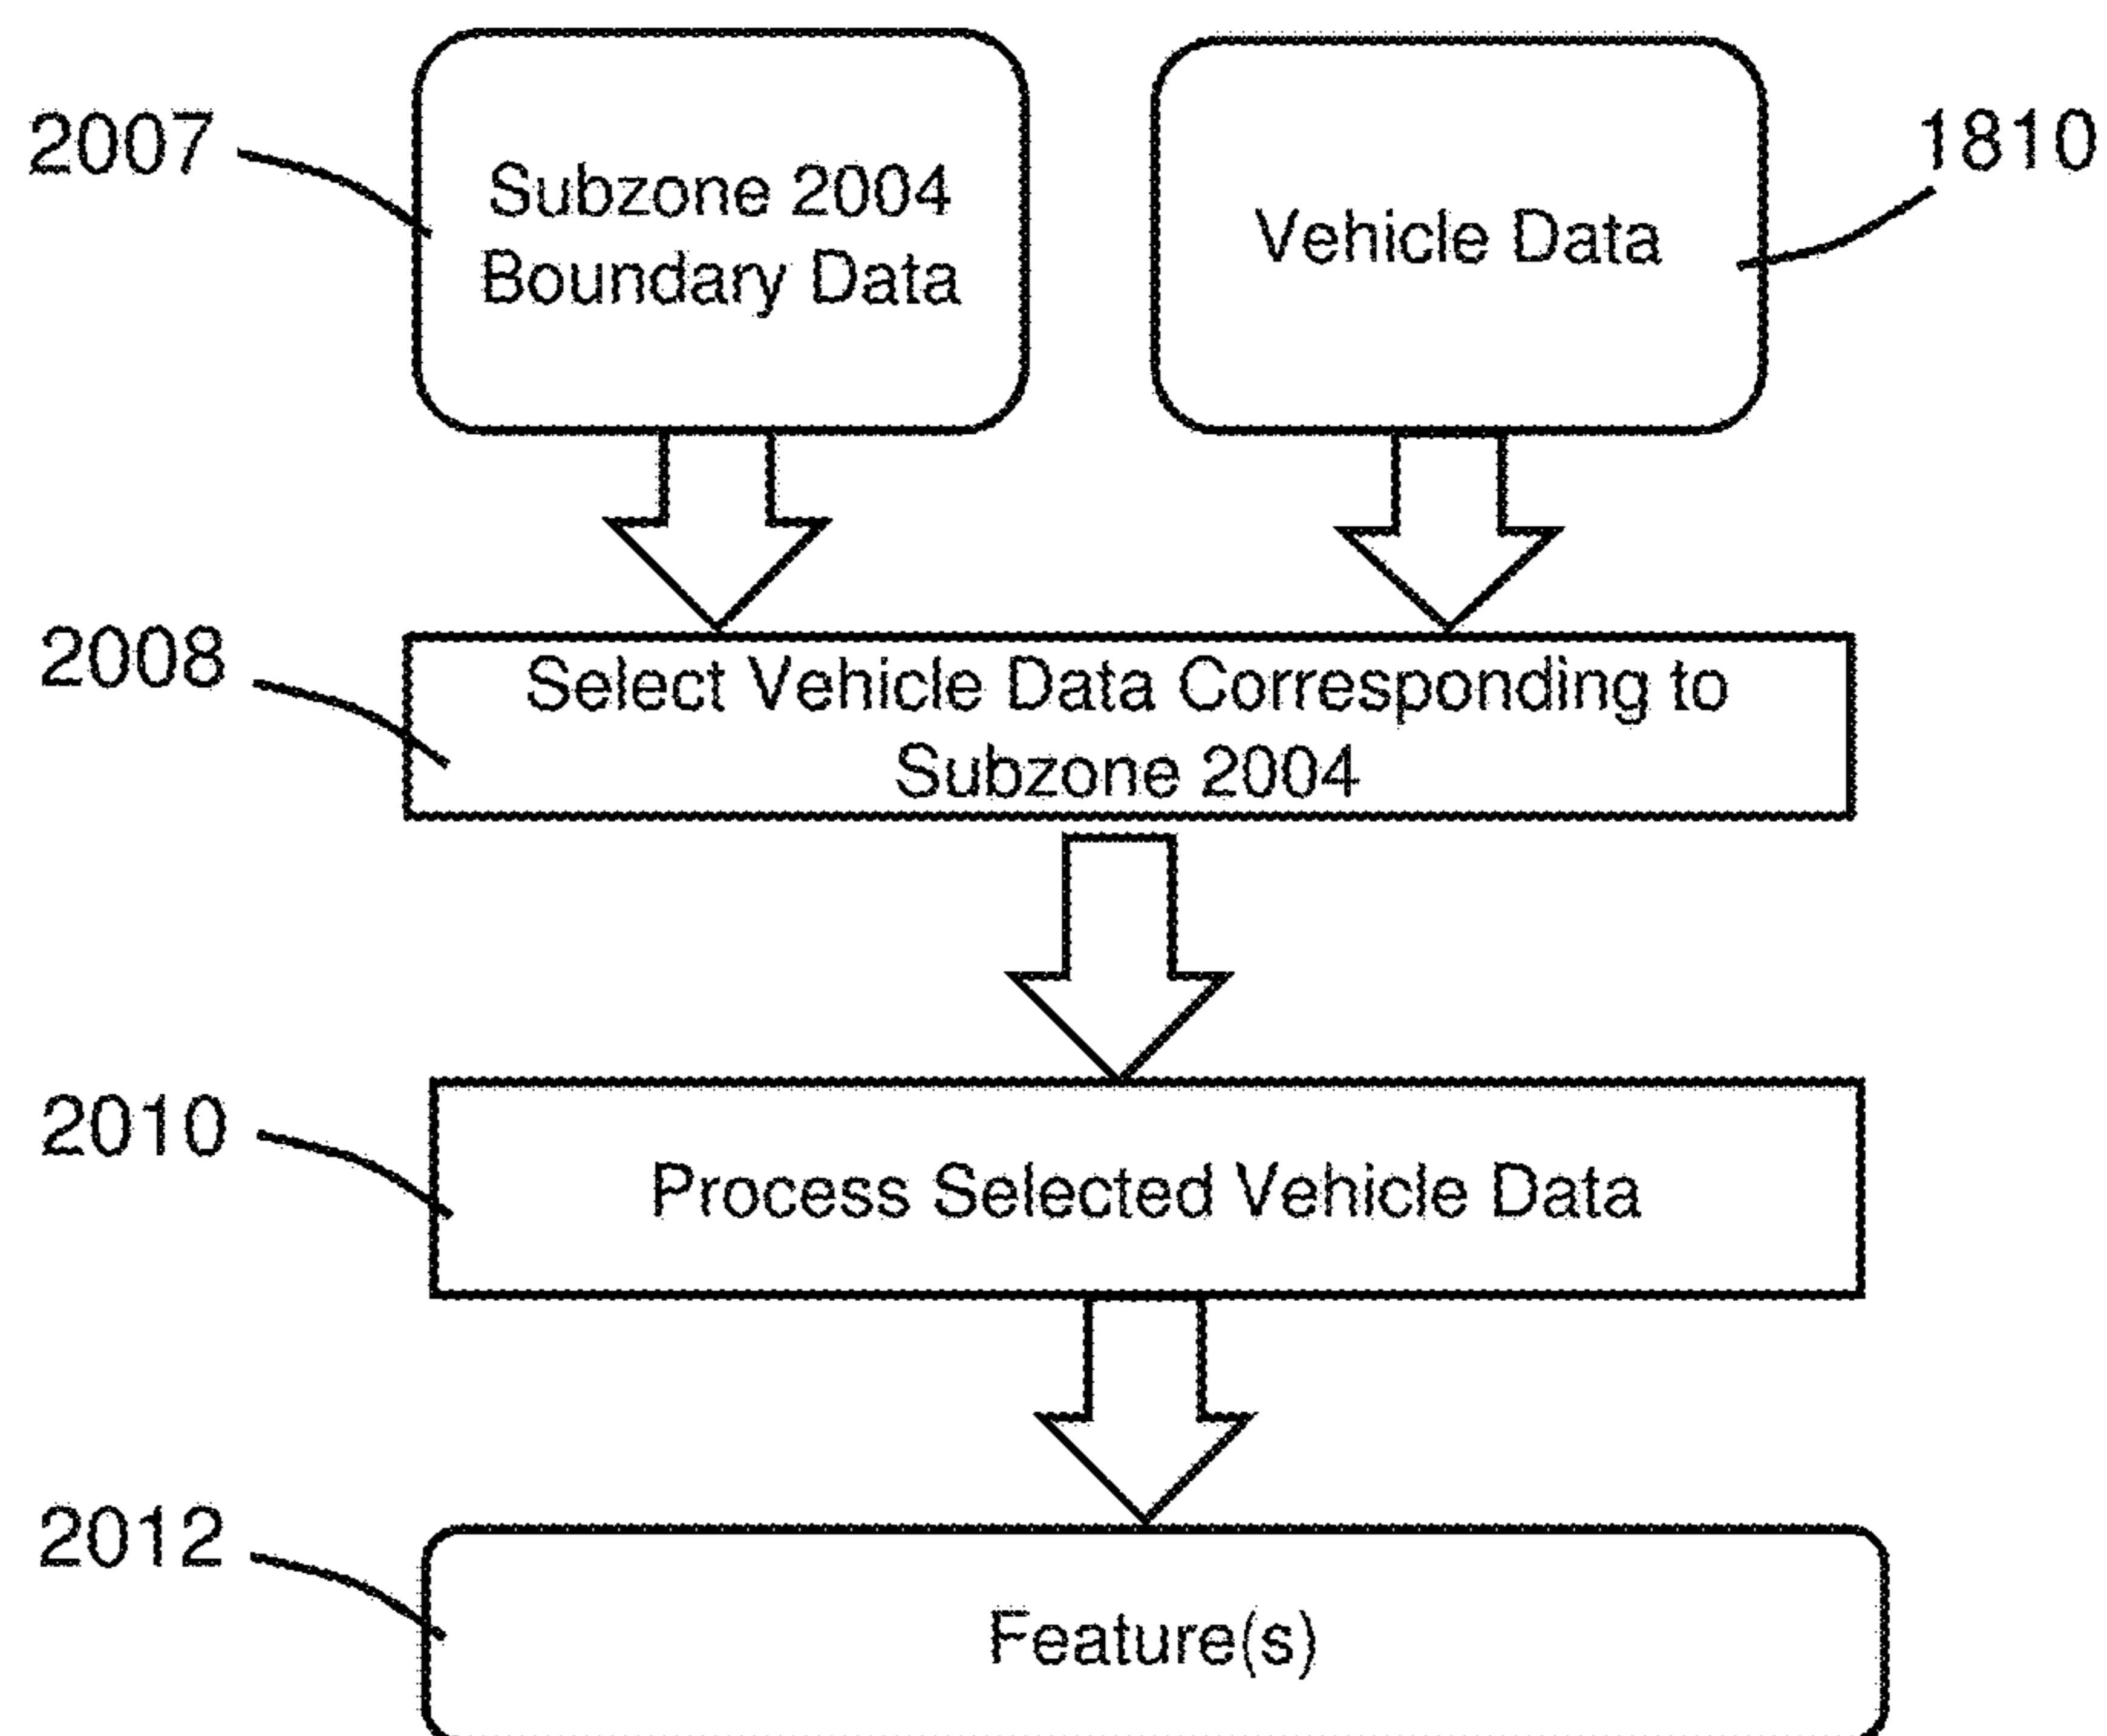 2007
Subzone 2004
Boundary Data
Vehicle Data
1810
2008
Select Vehicle Data Corresponding to
Subzone 2004
2010
Process Selected Vehicle Data
2012
Feature(s)